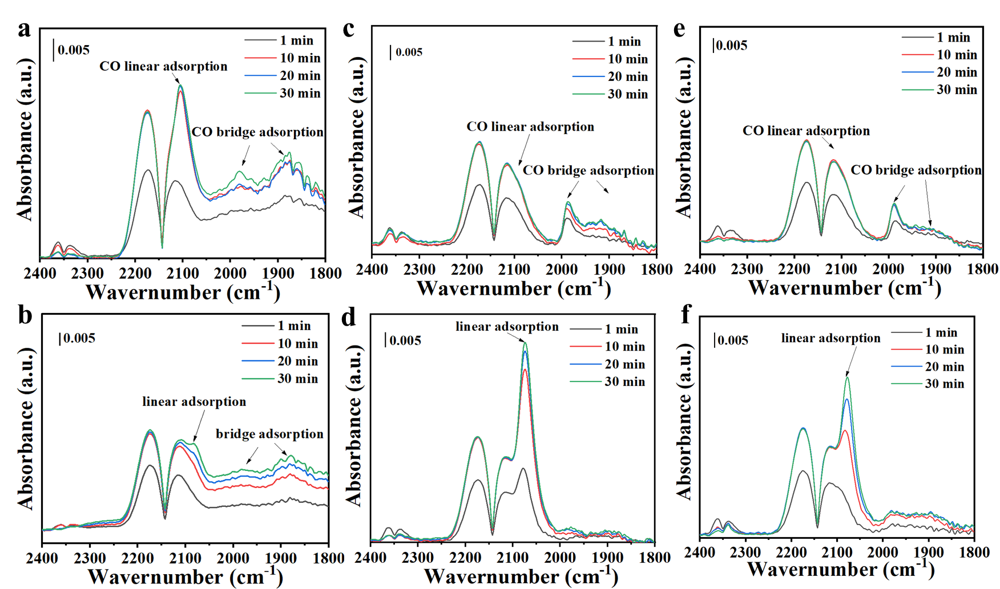 a
0.005
1 min
10 min
20 min
30 min
CO linear adsorption
CO bridge adsorption
Absorbance (a.u.)
2400 2300 2200 2100 2000 1900 1800
Wavernumber (cm-1)
c
0.005
1 min
10 min
20 min
30 min
CO linear adsorption
CO bridge adsorption
Absorbance (a.u.)
2400 2300 2200 2100 2000 1900 1800
Wavernumber (cm-1)
e
0.005
1 min
10 min
20 min
30 min
CO linear adsorption
CO bridge adsorption
Absorbance (a.u.)
2400 2300 2200 2100 2000 1900 1800
Wavernumber (cm-1)
b
0.005
1 min
10 min
20 min
30 min
linear adsorption
bridge adsorption
Absorbance (a.u.)
2400 2300 2200 2100 2000 1900 1800
Wavernumber (cm-1)
d
0.005
linear adsorption
1 min
10 min
20 min
30 min
Absorbance (a.u.)
2400 2300 2200 2100 2000 1900 1800
Wavernumber (cm-1)
f
0.005
linear adsorption
1 min
10 min
20 min
30 min
Absorbance (a.u.)
2400 2300 2200 2100 2000 1900 1800
Wavernumber (cm-1)